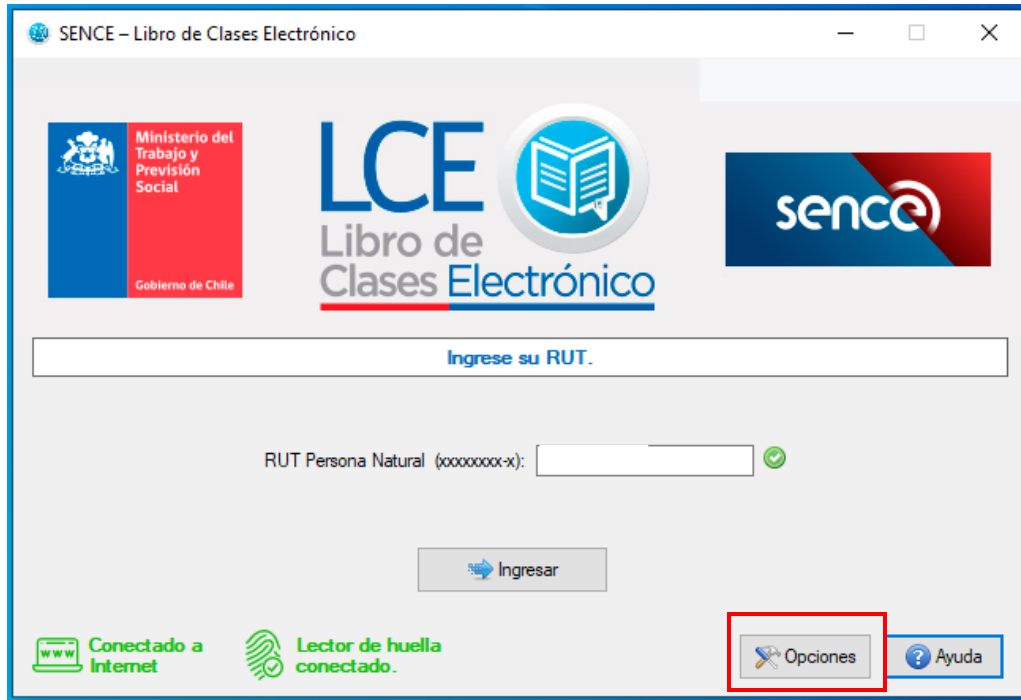 SENCE – Libro de Clases Electrónico
Ministerio del
Trabajo y
Previsión
Social
Gobierno de Chile
LCE
Libro de
Clases Electrónico
sence
Ingrese su RUT.
RUT Persona Natural (xxxxxxxx-x):
Ingresar
www
Conectado a
Internet
Lector de huella
conectado.
Opciones
Ayuda